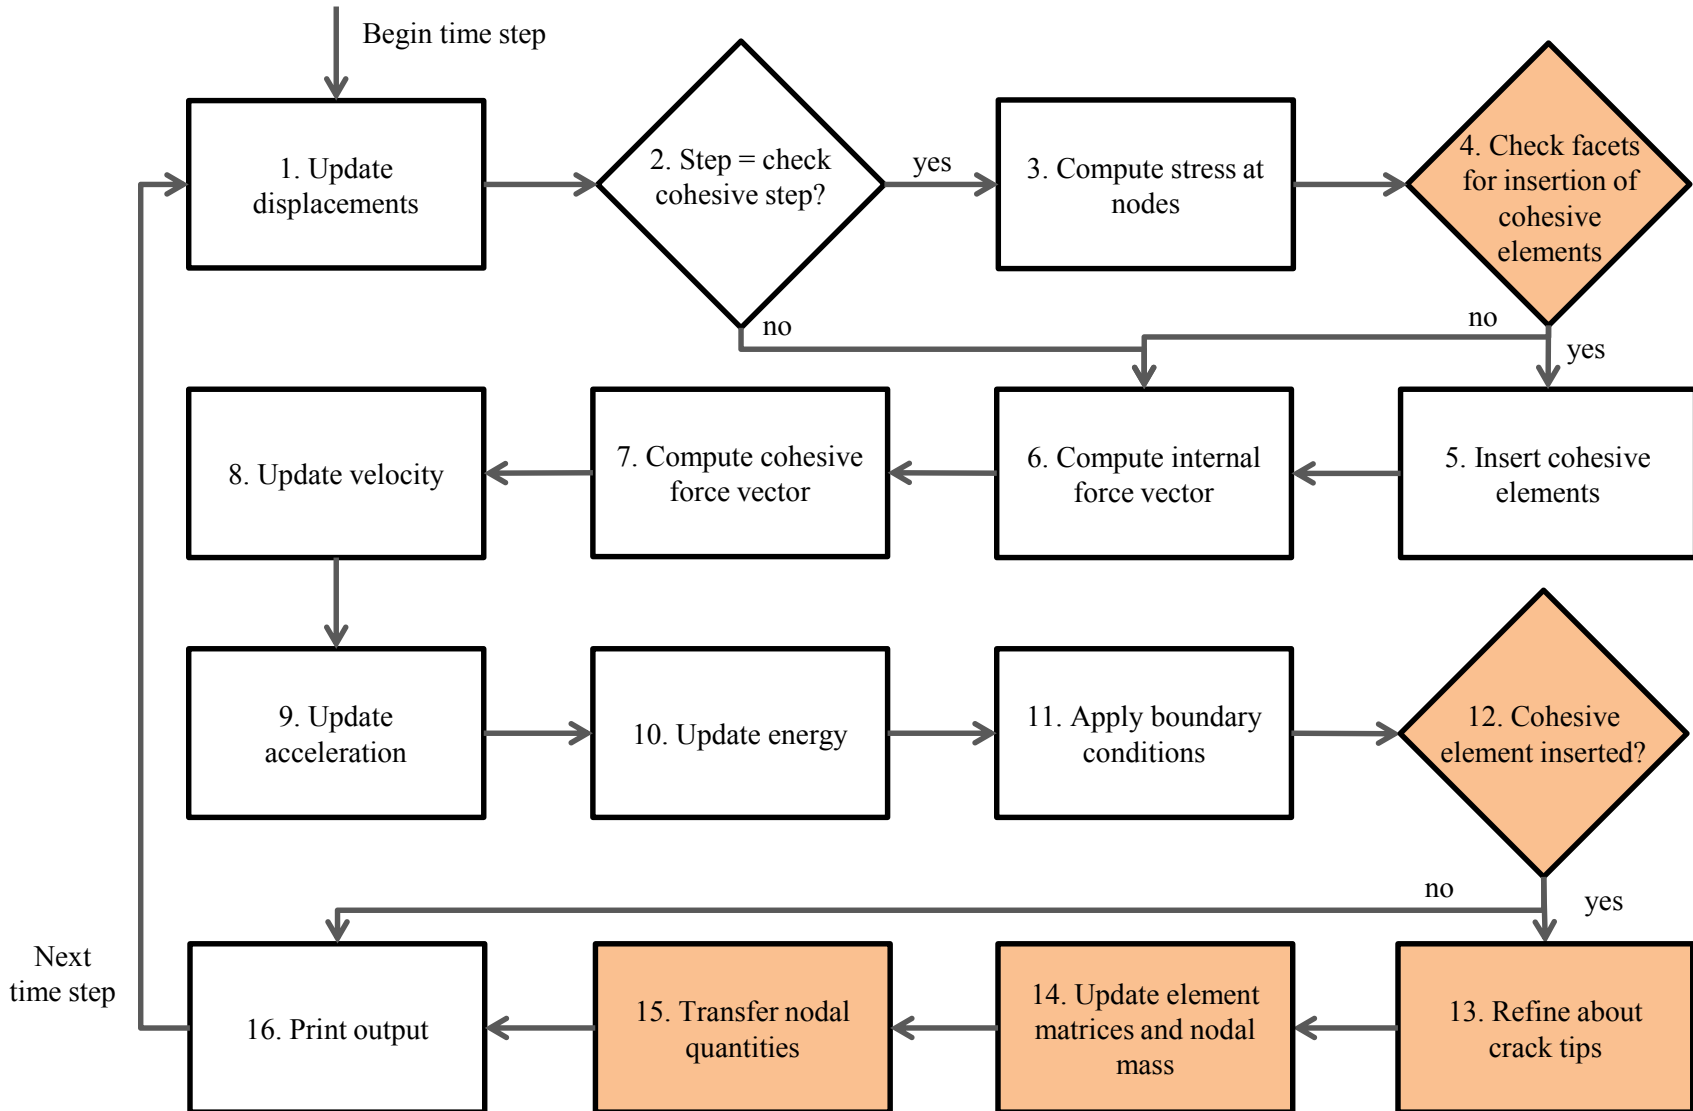 Begin time step
1. Update
displacements
2. Step = check
cohesive step?
yes
3. Compute stress at
nodes
4. Check facets
for insertion of
cohesive
elements
no
no
yes
8. Update velocity
7. Compute cohesive
force vector
6. Compute internal
force vector
5. Insert cohesive
elements
9. Update
acceleration
10. Update energy
11. Apply boundary
conditions
12. Cohesive
element inserted?
no
yes
Next
time step
16. Print output
15. Transfer nodal
quantities
14. Update element
matrices and nodal
mass
13. Refine about
crack tips